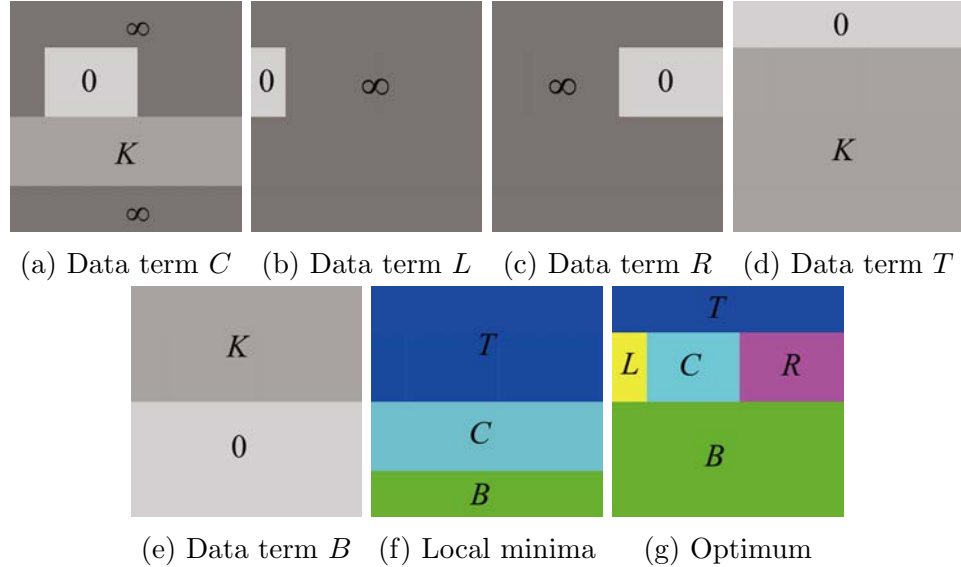 ∞
0
K
∞
0 ∞
∞ 0
0
K
(a) Data term C (b) Data term L (c) Data term R (d) Data term T
K
0
T
C
B
T
L C R
B
(e) Data term B (f) Local minima (g) Optimum